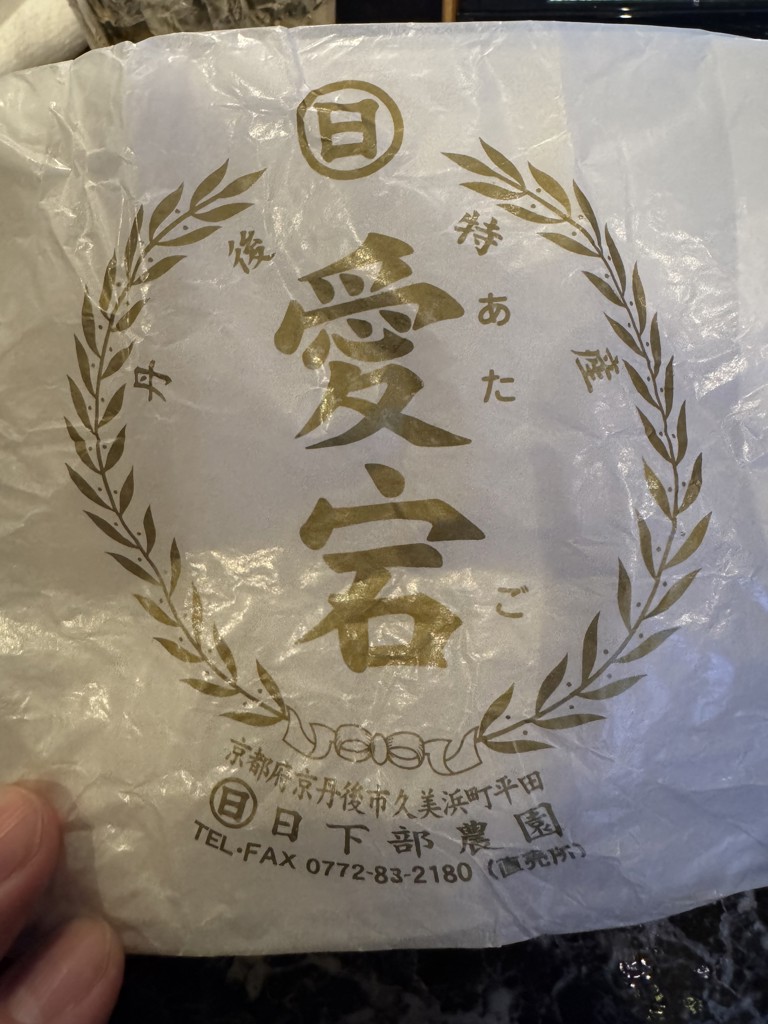 ㊐
丹後特産
あたご
愛宕
京都府京丹後市久美浜町平田
㊐日下部農園
TEL・FAX 0772-83-2180（直売所）